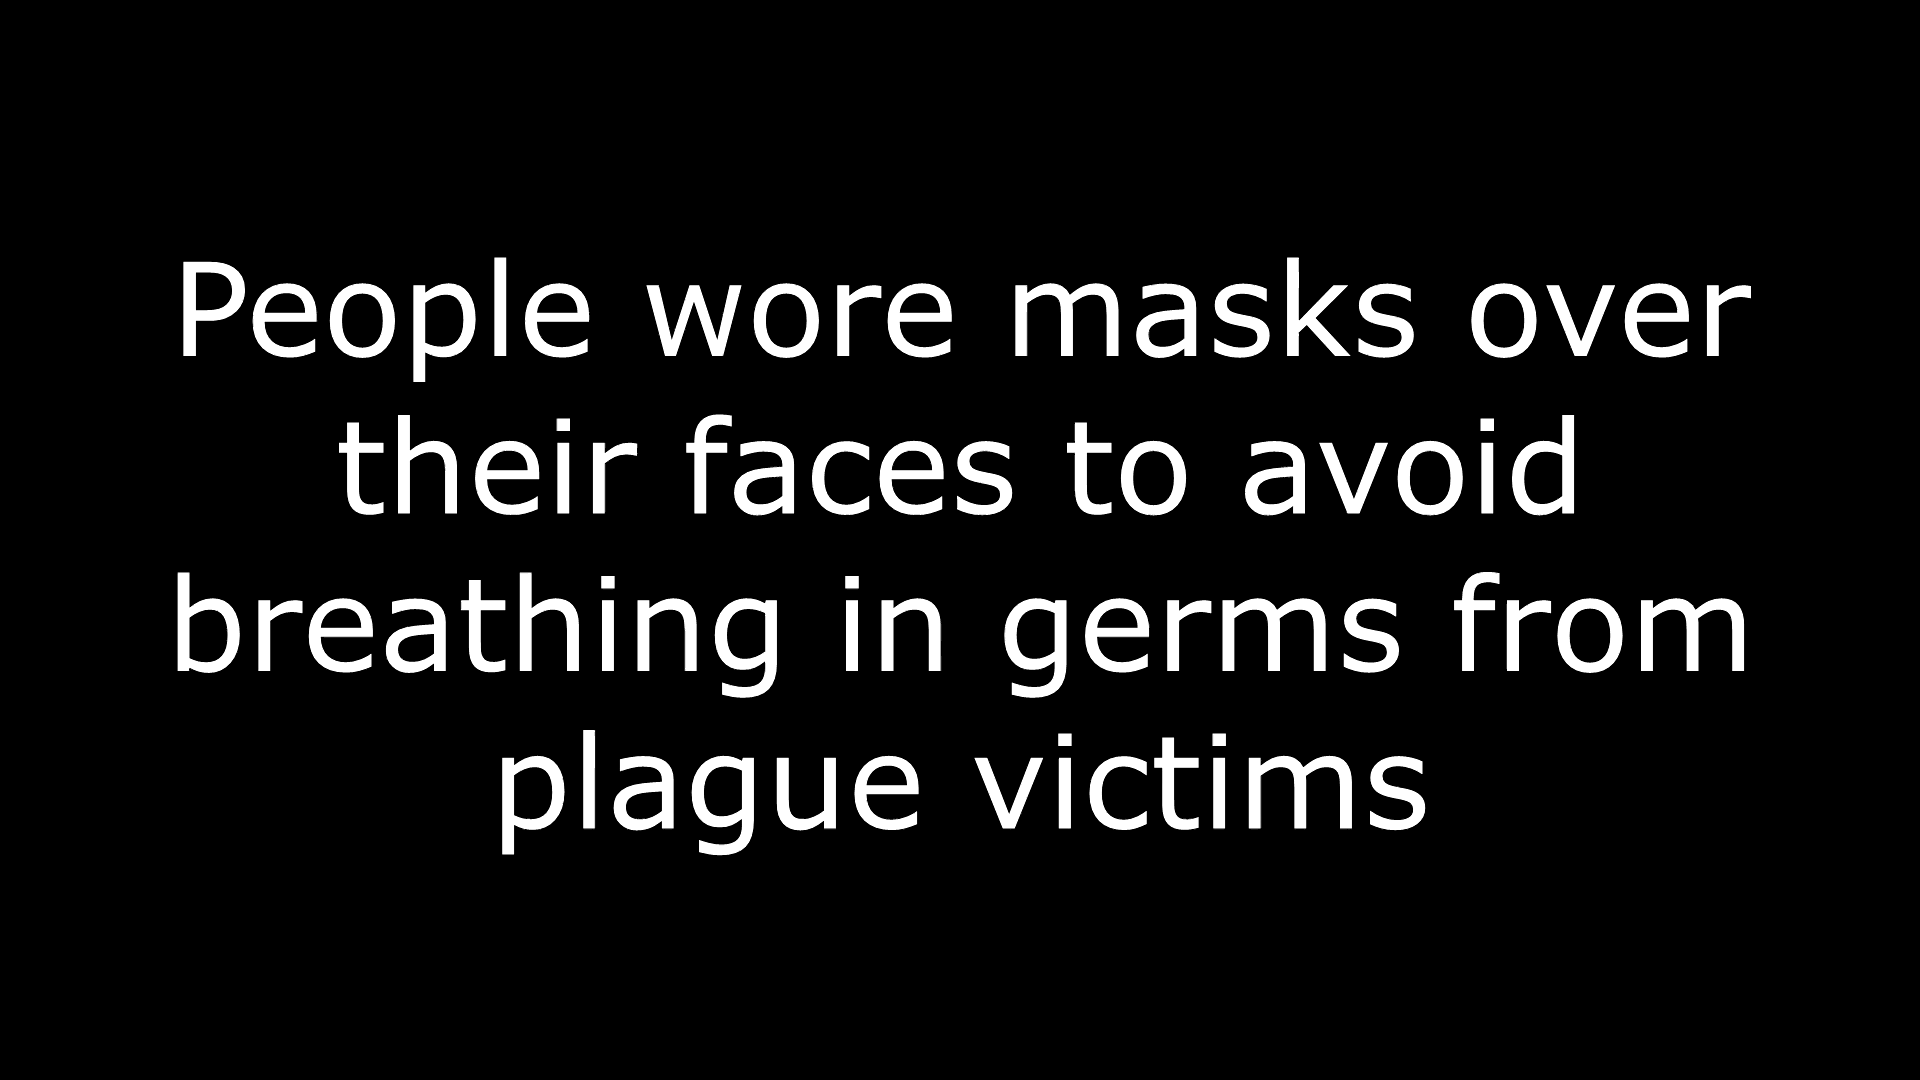 People wore masks over
their faces to avoid
breathing in germs from
plague victims